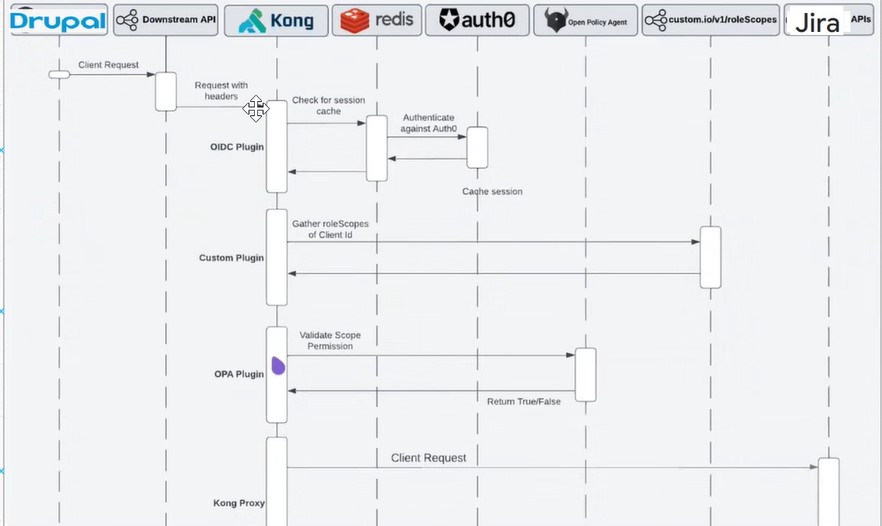 Drupal
Downstream API
Kong
redis
auth0
Open Policy Agent
custom.io/v1/roleScopes
Jira
APIs
Client Request
Request with
headers
Check for session
cache
Authenticate
against Auth0
OIDC Plugin
Cache session
Gather roleScopes
of Client Id
Custom Plugin
Validate Scope
Permission
OPA Plugin
Return True/False
Client Request
Kong Proxy